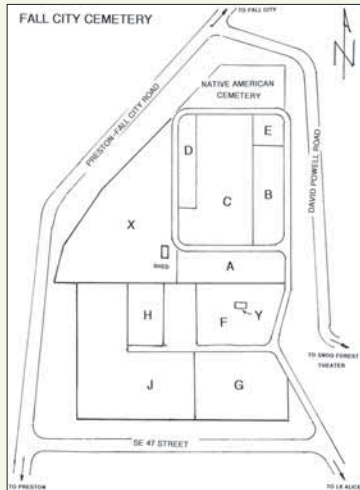 FALL CITY CEMETERY
TO FALL CITY
N
NATIVE AMERICAN
CEMETERY
PRESTON-FALL CITY ROAD
DAVID POWELL ROAD
E
D
B
C
X
SHED
A
H
F
Y
TO SNOQ FOREST
THEATER
J
G
SE 47 STREET
TO PRESTON
TO LK ALICE